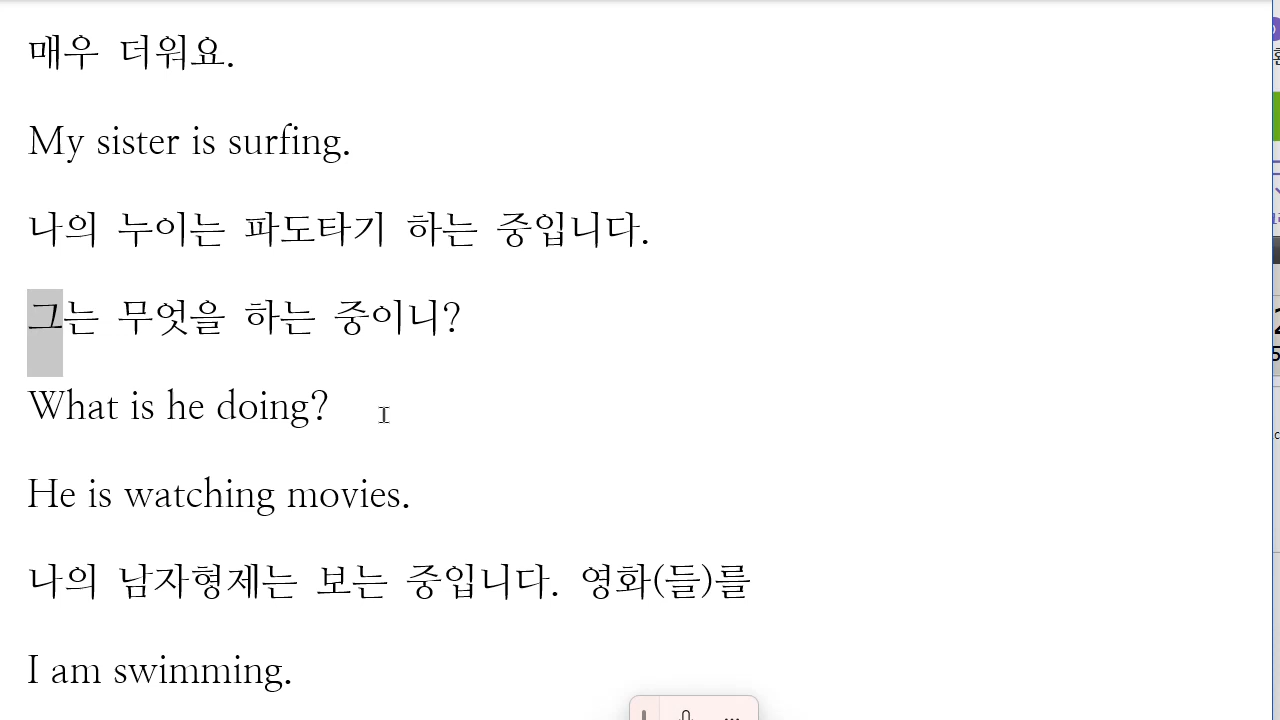 매우 더워요.
My sister is surfing.
나의 누이는 파도타기 하는 중입니다.
그는 무엇을 하는 중이니?
What is he doing?
He is watching movies.
나의 남자형제는 보는 중입니다. 영화(들)를
I am swimming.